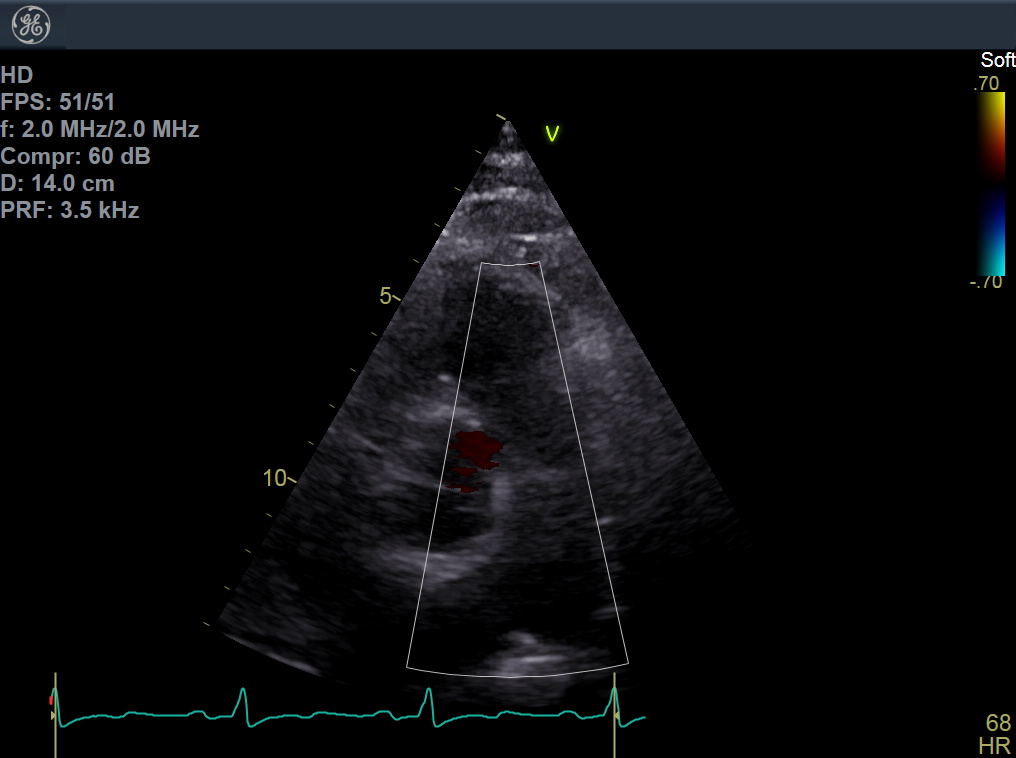 HD
FPS: 51/51
f: 2.0 MHz/2.0 MHz
Compr: 60 dB
D: 14.0 cm
PRF: 3.5 kHz
V
Soft
.70
-.70
5
10
68
HR